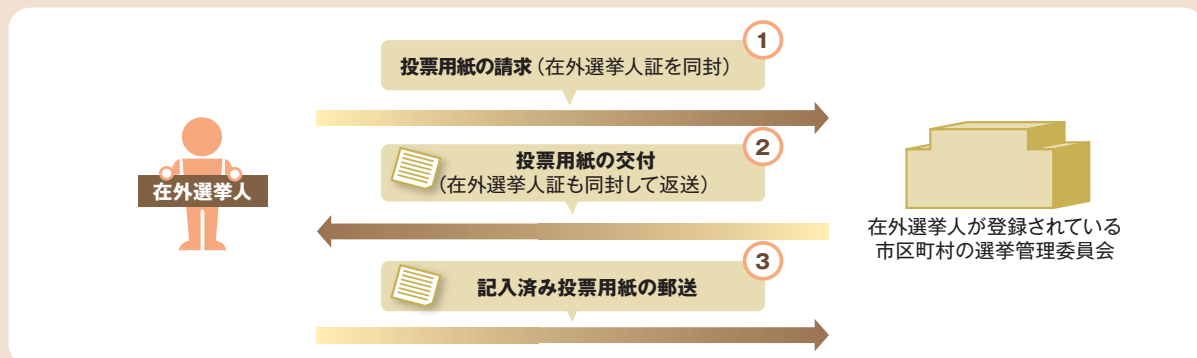 1
投票用紙の請求（在外選挙人証を同封）
2
投票用紙の交付
（在外選挙人証も同封して返送）
在外選挙人
在外選挙人が登録されている
市区町村の選挙管理委員会
3
記入済み投票用紙の郵送